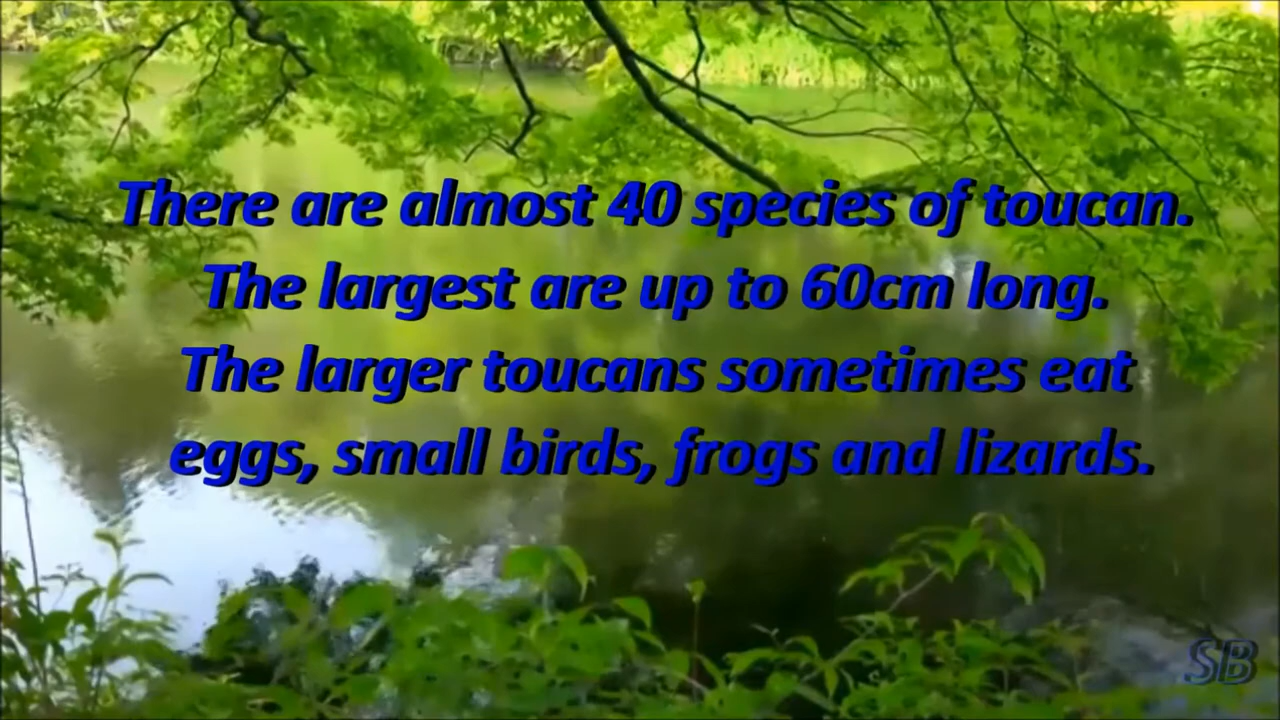 There are almost 40 species of toucan.
The largest are up to 60cm long.
The larger toucans sometimes eat
eggs, small birds, frogs and lizards.
SB